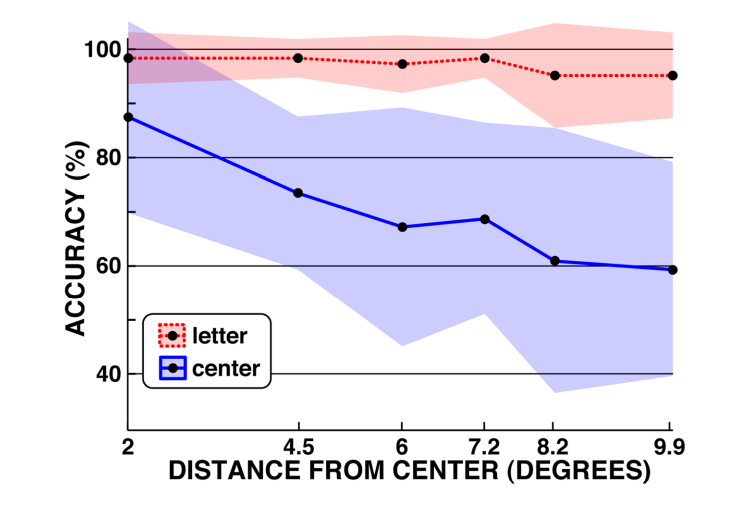 100
80
60
40
ACCURACY (%)
letter
center
2 4.5 6 7.2 8.2 9.9
DISTANCE FROM CENTER (DEGREES)